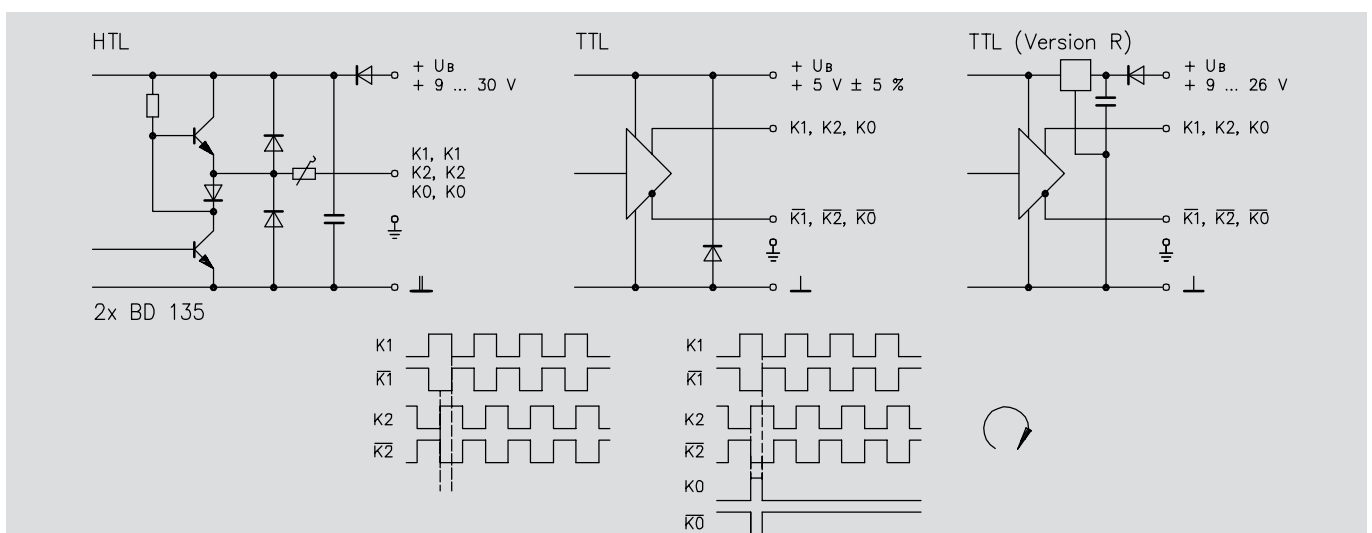 HTL
+ UB
+ 9 ... 30 V
K1, K1
K2, K2
K0, K0
2x BD 135
TTL
+ UB
+ 5 V ± 5 %
K1, K2, K0
K̅1̅, K̅2̅, K̅0̅
TTL (Version R)
+ UB
+ 9 ... 26 V
K1, K2, K0
K̅1̅, K̅2̅, K̅0̅
K1
K̅1̅
K2
K̅2̅
K1
K̅1̅
K2
K̅2̅
K0
K̅0̅